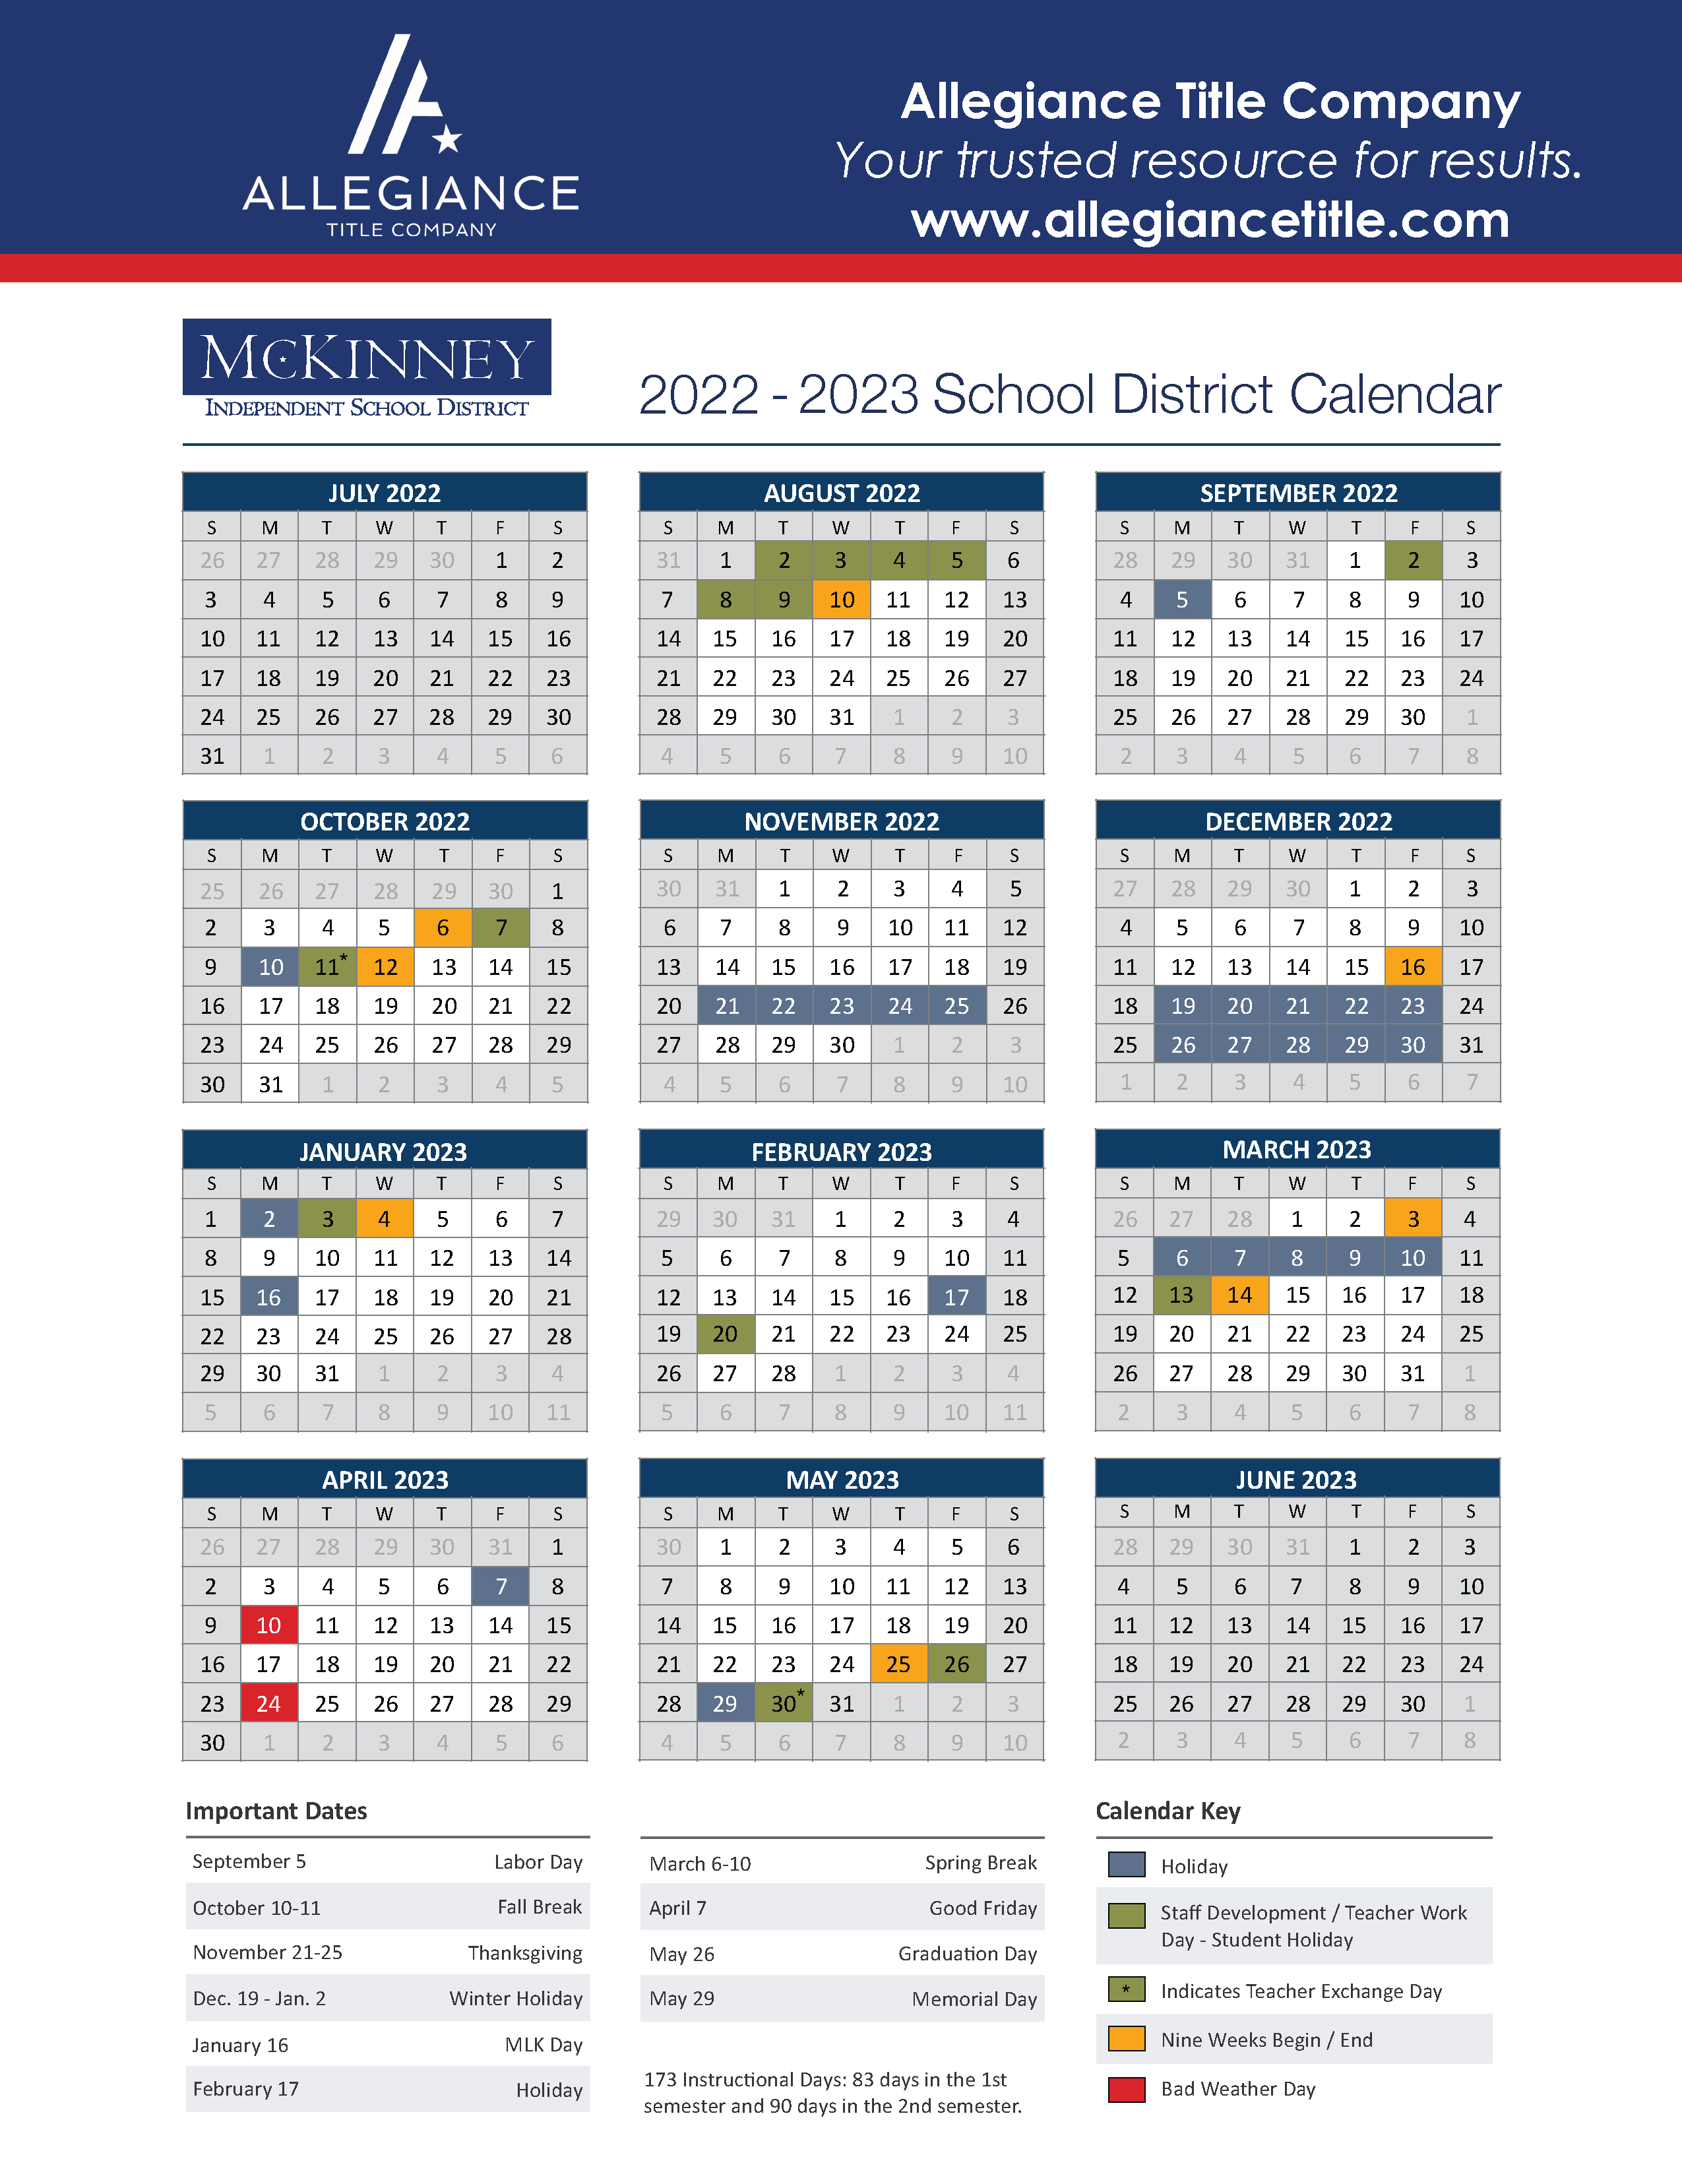 ALLEGIANCE
TITLE COMPANY
Allegiance Title Company
Your trusted resource for results.
www.allegiancetitle.com
McKINNEY
INDEPENDENT SCHOOL DISTRICT
2022 - 2023 School District Calendar
JULY 2022
S M T W T F S
26 27 28 29 30 1 2
3 4 5 6 7 8 9
10 11 12 13 14 15 16
17 18 19 20 21 22 23
24 25 26 27 28 29 30
31 1 2 3 4 5 6
AUGUST 2022
S M T W T F S
31 1 2 3 4 5 6
7 8 9 10 11 12 13
14 15 16 17 18 19 20
21 22 23 24 25 26 27
28 29 30 31 1 2 3
4 5 6 7 8 9 10
SEPTEMBER 2022
S M T W T F S
28 29 30 31 1 2 3
4 5 6 7 8 9 10
11 12 13 14 15 16 17
18 19 20 21 22 23 24
25 26 27 28 29 30 1
2 3 4 5 6 7 8
OCTOBER 2022
S M T W T F S
25 26 27 28 29 30 1
2 3 4 5 6 7 8
9 10 11* 12 13 14 15
16 17 18 19 20 21 22
23 24 25 26 27 28 29
30 31 1 2 3 4 5
NOVEMBER 2022
S M T W T F S
30 31 1 2 3 4 5
6 7 8 9 10 11 12
13 14 15 16 17 18 19
20 21 22 23 24 25 26
27 28 29 30 1 2 3
4 5 6 7 8 9 10
DECEMBER 2022
S M T W T F S
27 28 29 30 1 2 3
4 5 6 7 8 9 10
11 12 13 14 15 16 17
18 19 20 21 22 23 24
25 26 27 28 29 30 31
1 2 3 4 5 6 7
JANUARY 2023
S M T W T F S
1 2 3 4 5 6 7
8 9 10 11 12 13 14
15 16 17 18 19 20 21
22 23 24 25 26 27 28
29 30 31 1 2 3 4
5 6 7 8 9 10 11
FEBRUARY 2023
S M T W T F S
29 30 31 1 2 3 4
5 6 7 8 9 10 11
12 13 14 15 16 17 18
19 20 21 22 23 24 25
26 27 28 1 2 3 4
5 6 7 8 9 10 11
MARCH 2023
S M T W T F S
26 27 28 1 2 3 4
5 6 7 8 9 10 11
12 13 14 15 16 17 18
19 20 21 22 23 24 25
26 27 28 29 30 31 1
2 3 4 5 6 7 8
APRIL 2023
S M T W T F S
26 27 28 29 30 31 1
2 3 4 5 6 7 8
9 10 11 12 13 14 15
16 17 18 19 20 21 22
23 24 25 26 27 28 29
30 1 2 3 4 5 6
MAY 2023
S M T W T F S
30 1 2 3 4 5 6
7 8 9 10 11 12 13
14 15 16 17 18 19 20
21 22 23 24 25 26 27
28 29 30* 31 1 2 3
4 5 6 7 8 9 10
JUNE 2023
S M T W T F S
28 29 30 31 1 2 3
4 5 6 7 8 9 10
11 12 13 14 15 16 17
18 19 20 21 22 23 24
25 26 27 28 29 30 1
2 3 4 5 6 7 8
Important Dates
September 5 Labor Day
October 10-11 Fall Break
November 21-25 Thanksgiving
Dec. 19 - Jan. 2 Winter Holiday
January 16 MLK Day
February 17 Holiday
March 6-10 Spring Break
April 7 Good Friday
May 26 Graduation Day
May 29 Memorial Day
173 Instructional Days: 83 days in the 1st
semester and 90 days in the 2nd semester.
Calendar Key
Holiday
Staff Development / Teacher Work
Day - Student Holiday
* Indicates Teacher Exchange Day
Nine Weeks Begin / End
Bad Weather Day